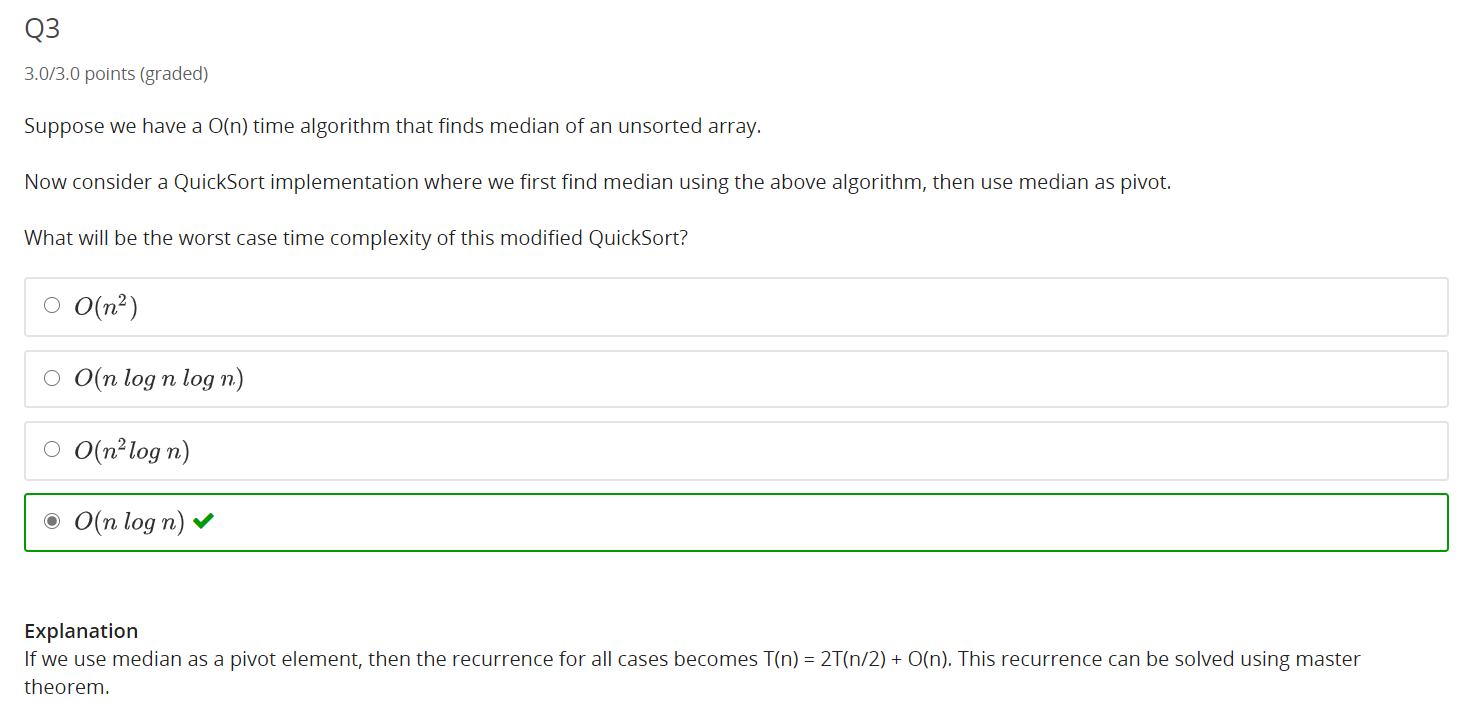 Q3
3.0/3.0 points (graded)
Suppose we have a O(n) time algorithm that finds median of an unsorted array.
Now consider a QuickSort implementation where we first find median using the above algorithm, then use median as pivot.
What will be the worst case time complexity of this modified QuickSort?
O(n²)
O(n log n log n)
O(n² log n)
O(n log n) ✔
Explanation
If we use median as a pivot element, then the recurrence for all cases becomes T(n) = 2T(n/2) + O(n). This recurrence can be solved using master
theorem.